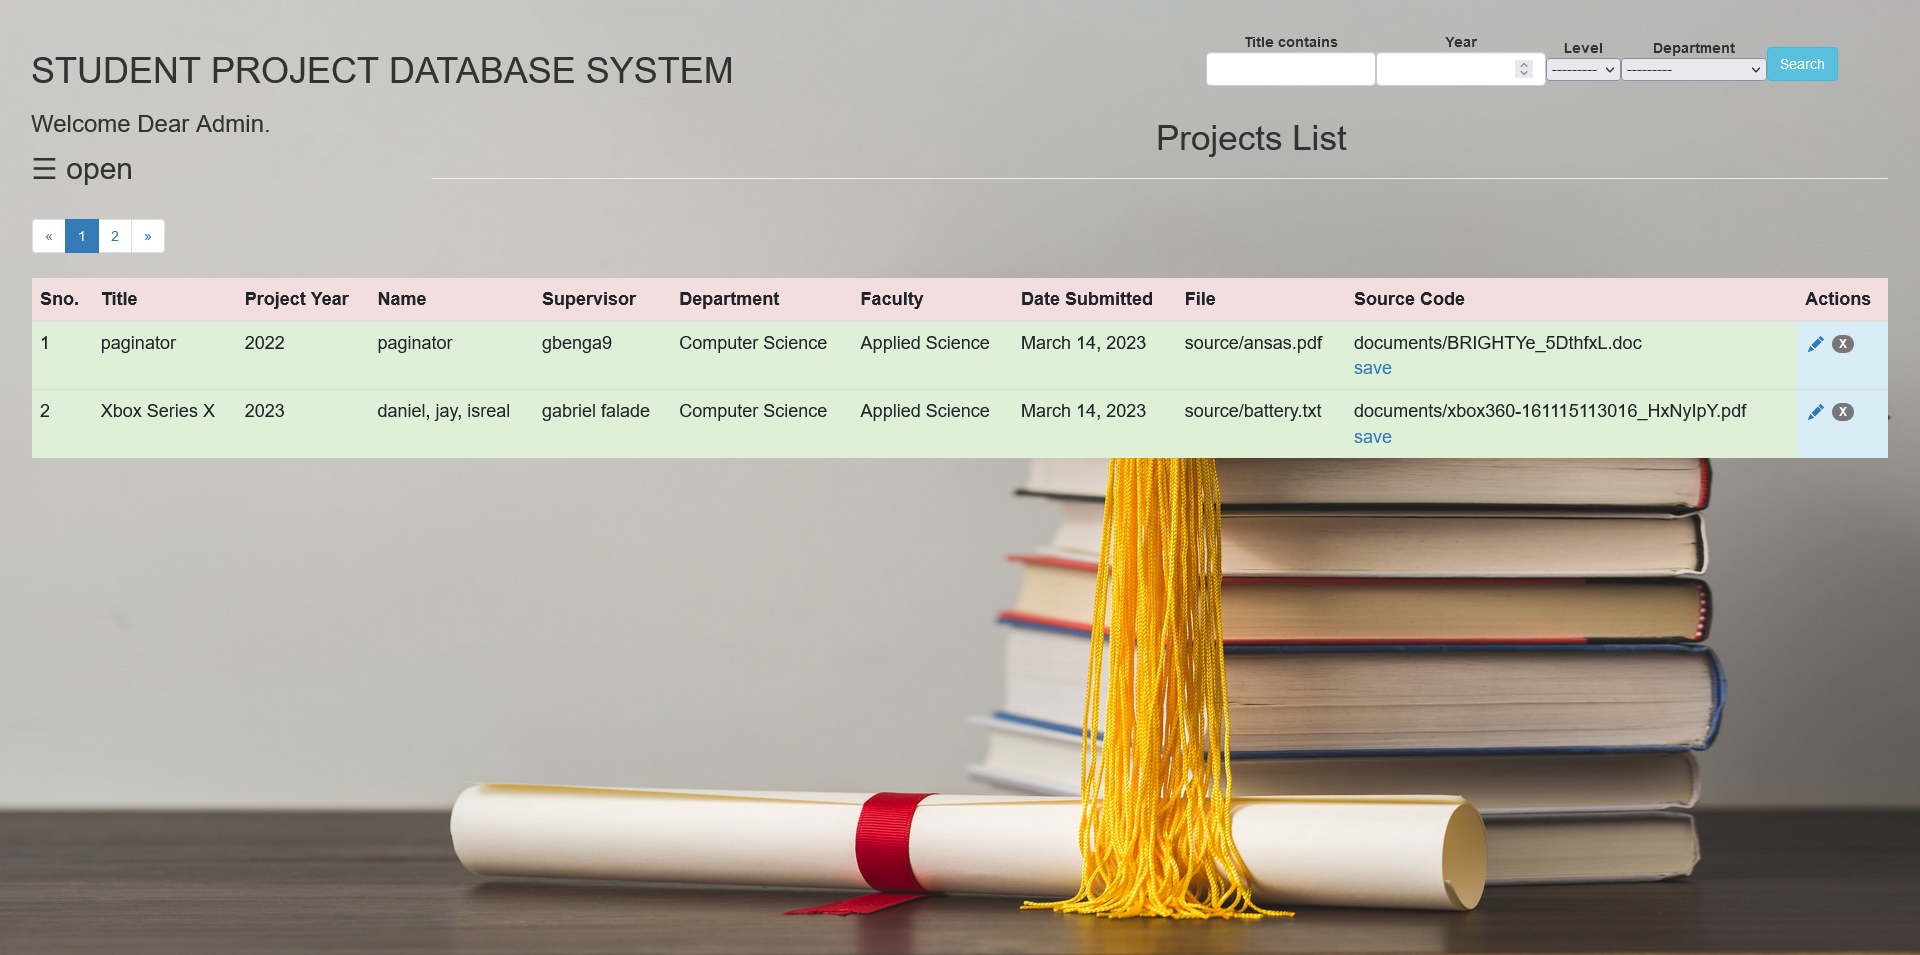 STUDENT PROJECT DATABASE SYSTEM
Title contains Year Level Department
--------- --------- Search
Welcome Dear Admin.
Projects List
☰ open
« 1 2 »
Sno. Title Project Year Name Supervisor Department Faculty Date Submitted File Source Code Actions
1 paginator 2022 paginator gbenga9 Computer Science Applied Science March 14, 2023 source/ansas.pdf documents/BRIGHTYe_5DthfxL.doc X
save
2 Xbox Series X 2023 daniel, jay, isreal gabriel falade Computer Science Applied Science March 14, 2023 source/battery.txt documents/xbox360-161115113016_HxNyIpY.pdf X
save